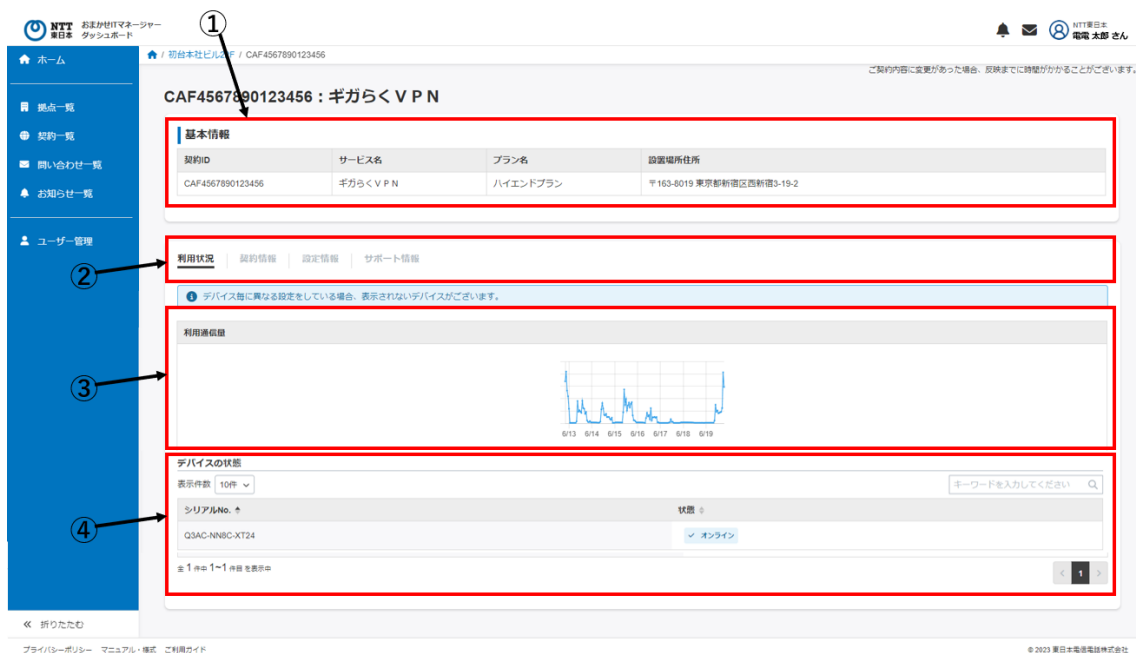 NTT 東日本 おまかせITマネージャー ダッシュボード
①
NTT東日本
電電 太郎 さん
ホーム
/ 初台本社ビル / CAF4567890123456
ご契約内容に変更があった場合、反映までに時間がかかることがございます。
拠点一覧
契約一覧
問い合わせ一覧
お知らせ一覧
ユーザー管理
CAF4567890123456：ギガらくVPN
基本情報
契約ID サービス名 プラン名 設置場所住所
CAF4567890123456 ギガらくVPN ハイエンドプラン 〒163-8019 東京都新宿区西新宿3-19-2
②
利用状況 契約情報 設定情報 サポート情報
デバイス毎に異なる設定をしている場合、表示されないデバイスがございます。
利用通信量
③
6/13 6/14 6/15 6/16 6/17 6/18 6/19
デバイスの状態
表示件数 10件 キーワードを入力してください
シリアルNo. 状態
④
Q3AC-NN8C-XT24 オンライン
全 1 件中 1~1 件目 を表示中
< 1 >
折りたたむ
プライバシーポリシー マニュアル・様式 ご利用ガイド
© 2023 東日本電信電話株式会社